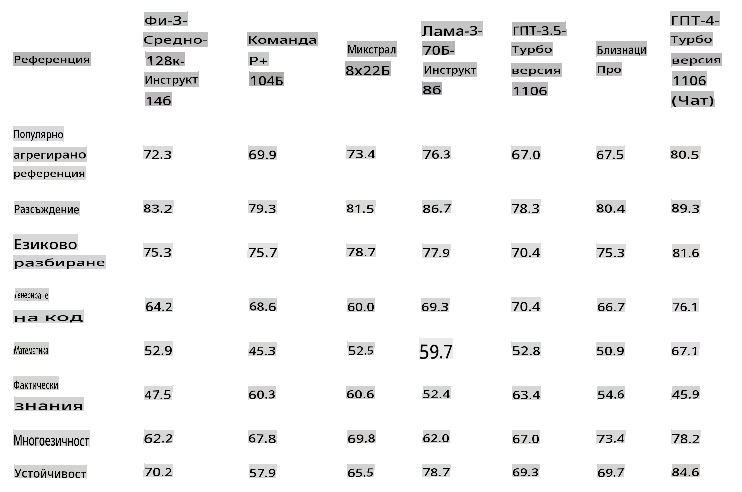 Референция
Фи-3-
Средно-
128к-
Инструкт
14б
Команда
Р+
104Б
Микстрал
8х22Б
Лама-3-
70Б-
Инструкт
8б
ГПТ-3.5-
Турбо
версия
1106
Близнаци
Про
ГПТ-4-
Турбо
версия
1106
(Чат)
Популярно
агрегирано
референция
72.3 69.9 73.4 76.3 67.0 67.5 80.5
Разсъждение 83.2 79.3 81.5 86.7 78.3 80.4 89.3
Езиково
разбиране
75.3 75.7 78.7 77.9 70.4 75.3 81.6
Генериране
на код
64.2 68.6 60.0 69.3 70.4 66.7 76.1
Математика 52.9 45.3 52.5 59.7 52.8 50.9 67.1
Фактически
знания
47.5 60.3 60.6 52.4 63.4 54.6 45.9
Многоезичност 62.2 67.8 69.8 62.0 67.0 73.4 78.2
Устойчивост 70.2 57.9 65.5 78.7 69.3 69.7 84.6